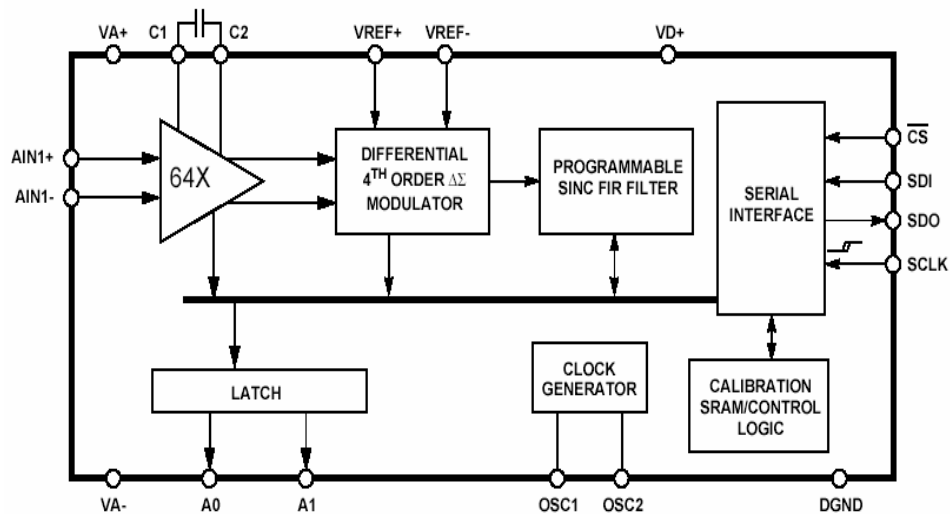 VA+ C1 C2 VREF+ VREF- VD+
AIN1+
AIN1-
64X
DIFFERENTIAL
4TH ORDER ΔΣ
MODULATOR
PROGRAMMABLE
SINC FIR FILTER
SERIAL
INTERFACE
CS
SDI
SDO
SCLK
LATCH
CLOCK
GENERATOR
CALIBRATION
SRAM/CONTROL
LOGIC
VA- A0 A1 OSC1 OSC2 DGND